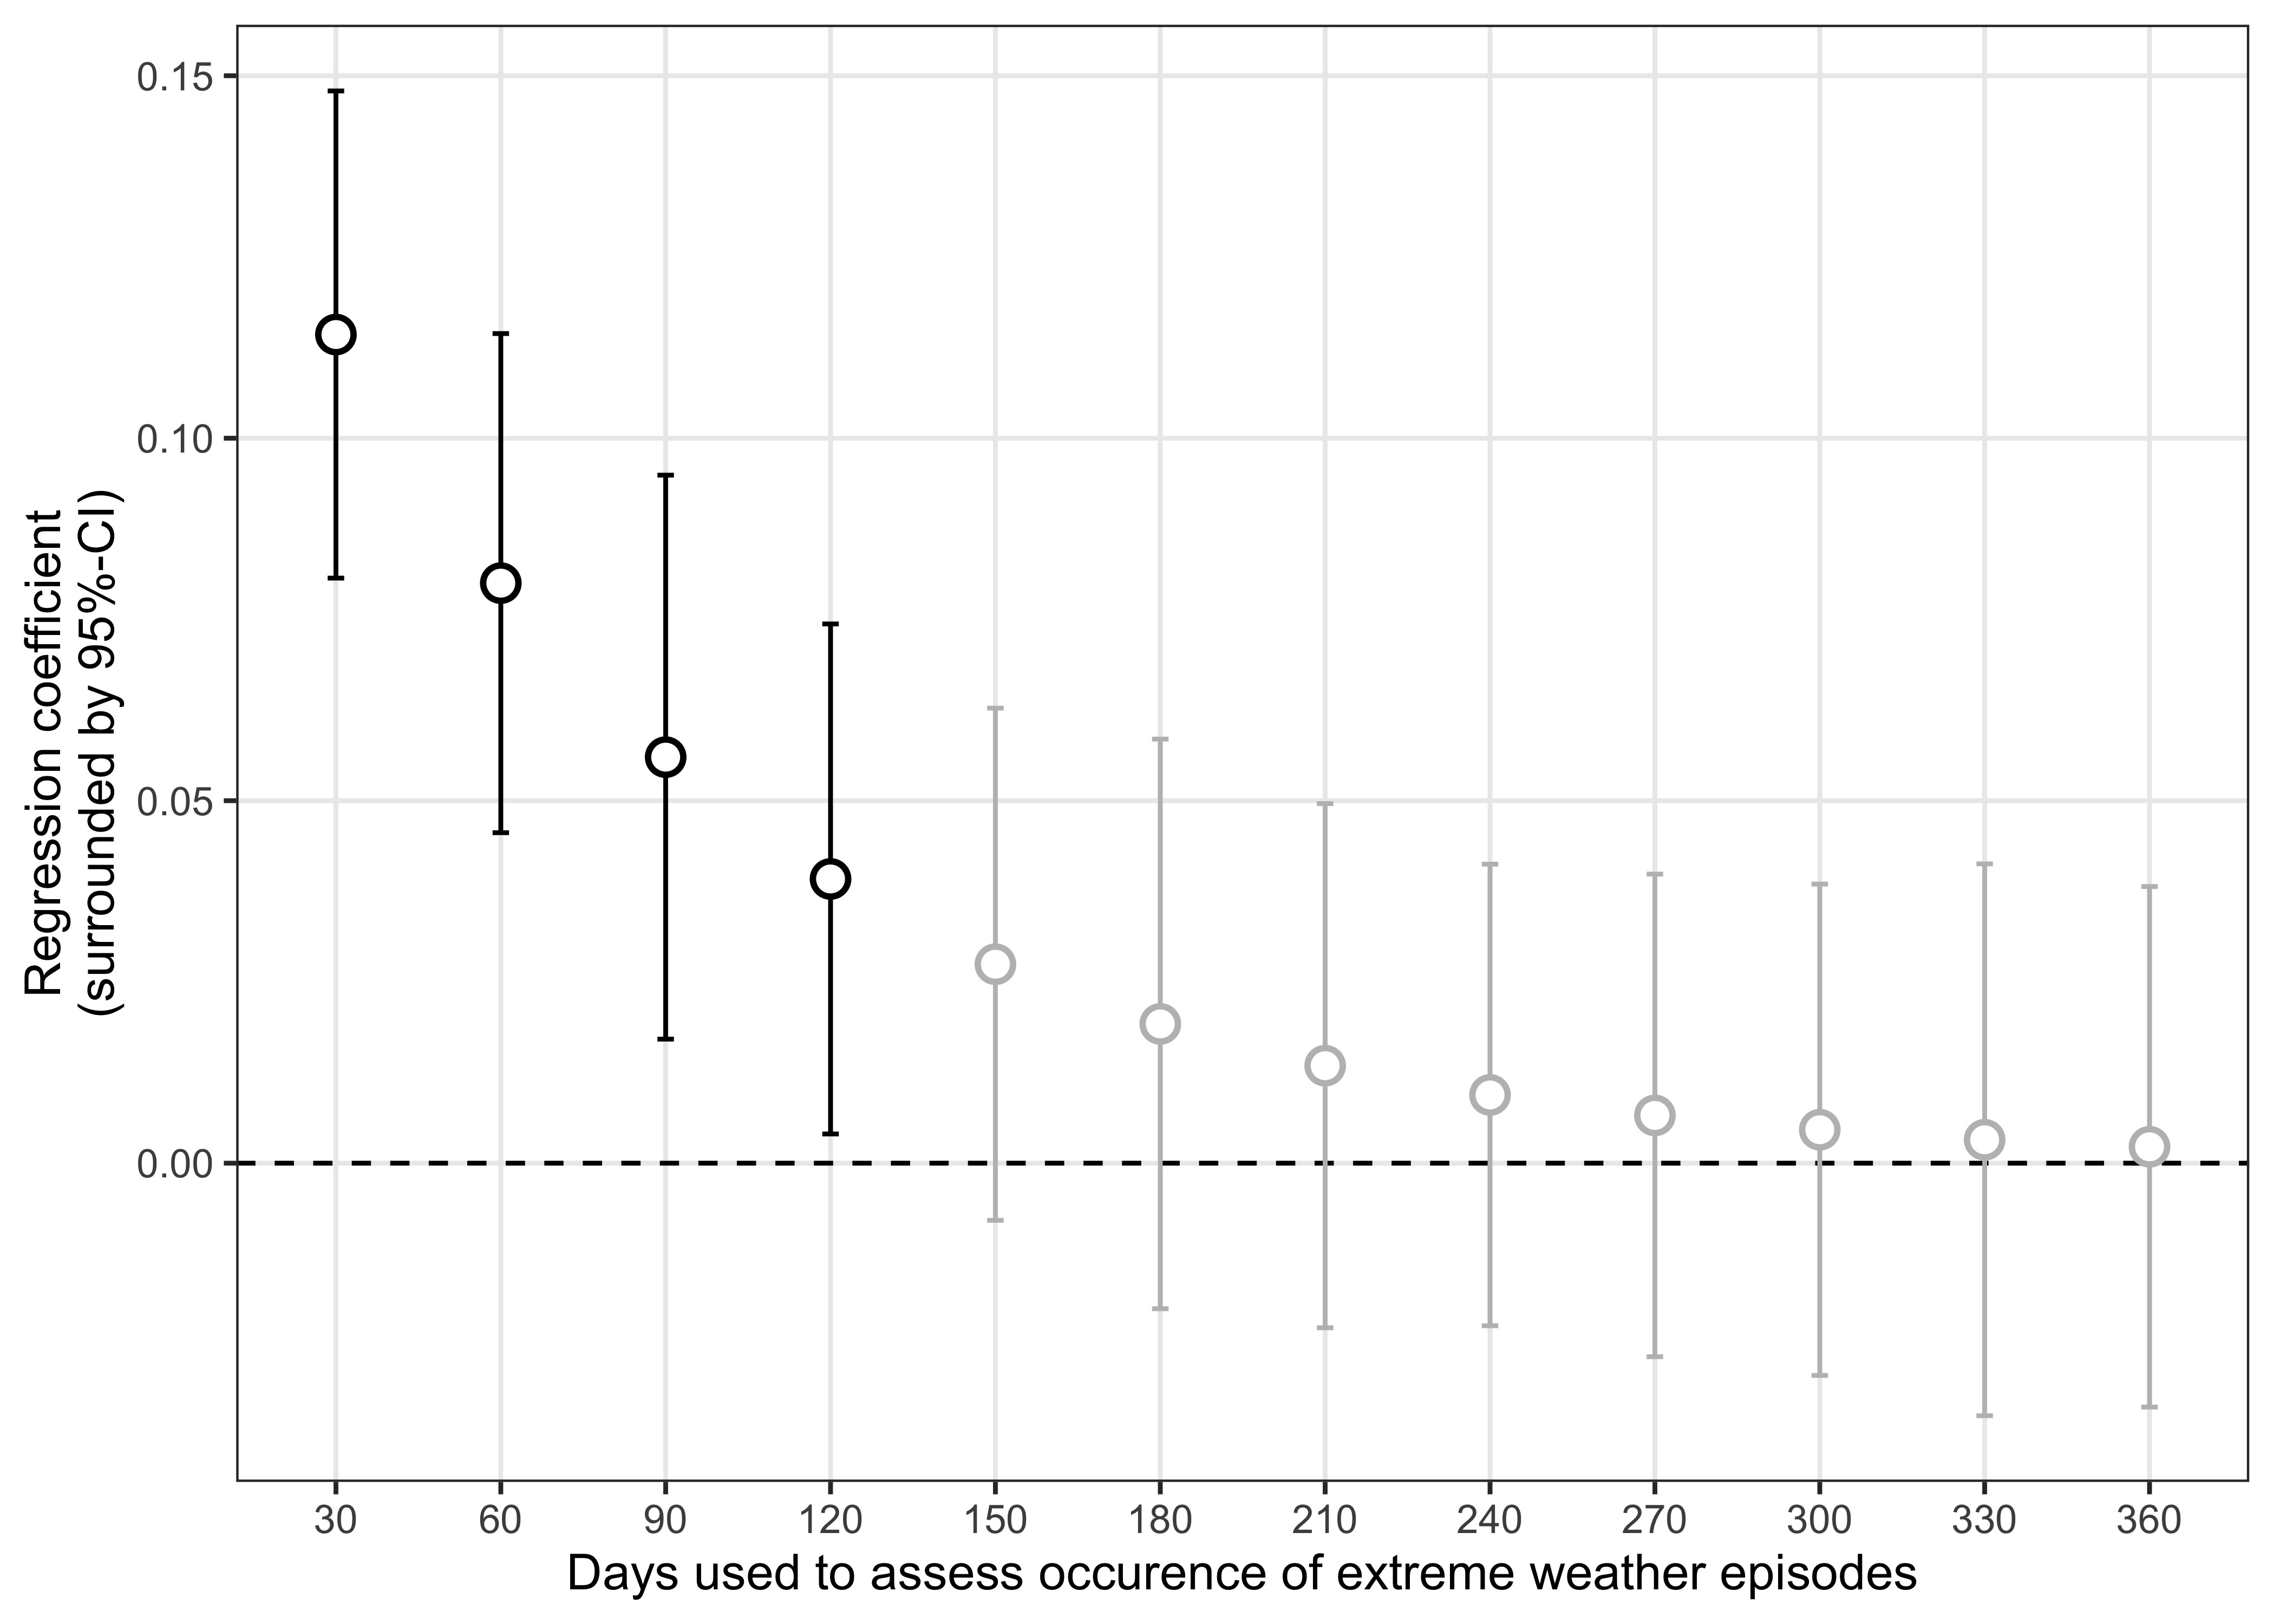 Regression coefficient
(surrounded by 95%-CI)
0.15
0.10
0.05
0.00
30 60 90 120 150 180 210 240 270 300 330 360
Days used to assess occurence of extreme weather episodes